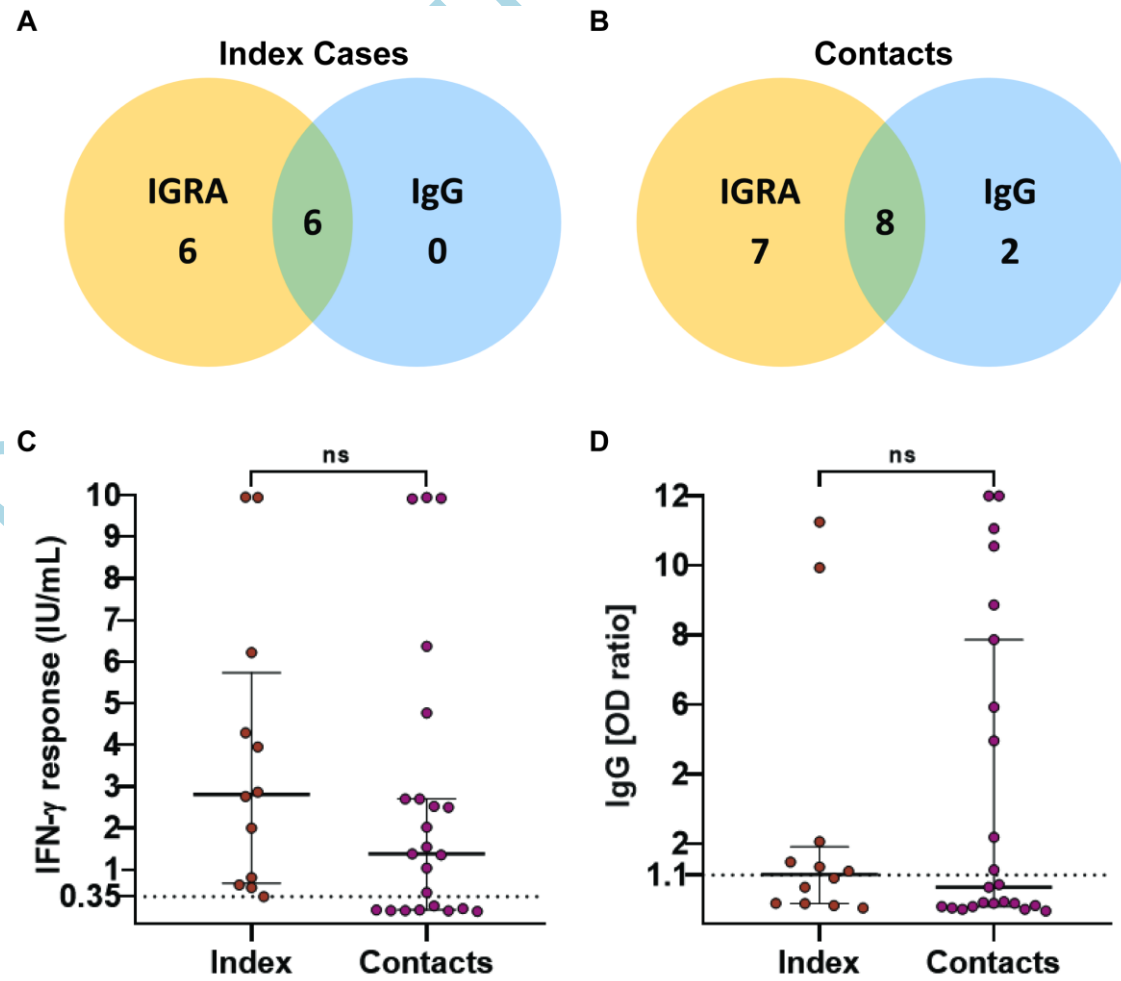 A
Index Cases
IGRA
6
6
IgG
0
B
Contacts
IGRA
7
8
IgG
2
C
ns
IFN-γ response (IU/mL)
10
9
8
7
6
5
4
3
2
1
0.35
Index
Contacts
D
ns
IgG [OD ratio]
12
10
8
6
2
2
1.1
Index
Contacts